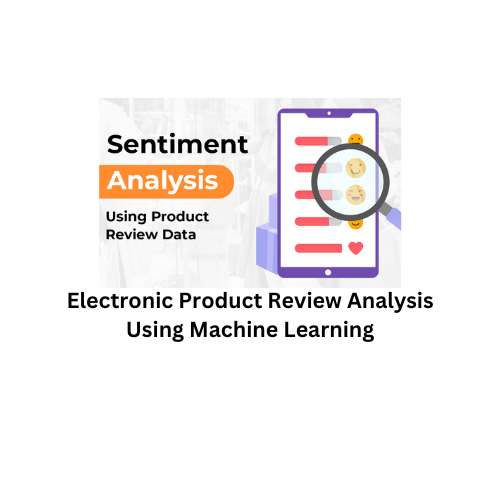 Sentiment
Analysis
Using Product
Review Data
Electronic Product Review Analysis
Using Machine Learning